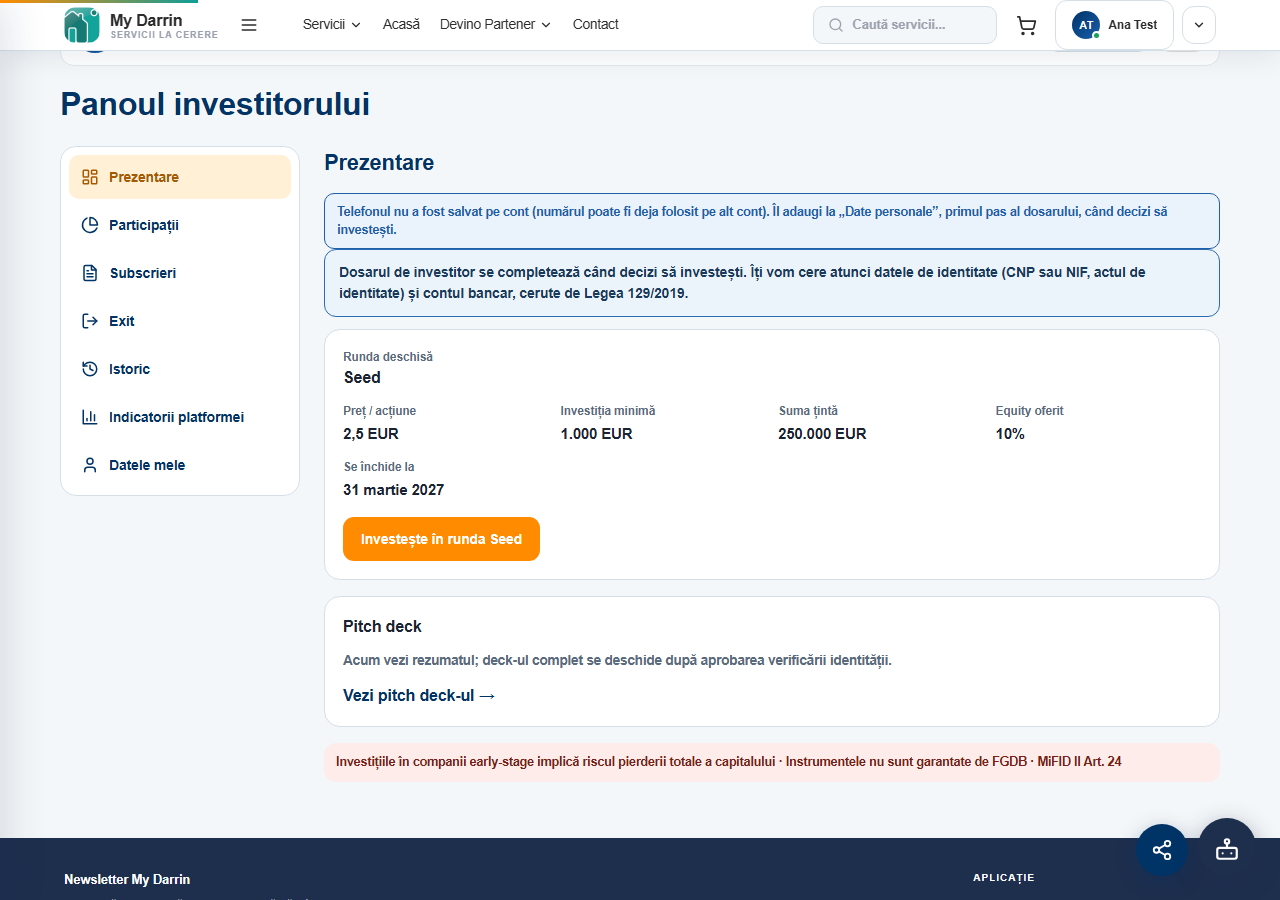 My Darrin
SERVICII LA CERERE
Servicii
Acasă
Devino Partener
Contact
Caută servicii...
AT
Ana Test
Panoul investitorului
Prezentare
Participații
Subscrieri
Exit
Istoric
Indicatorii platformei
Datele mele
Prezentare
Telefonul nu a fost salvat pe cont (numărul poate fi deja folosit pe alt cont). Îl adaugi la „Date personale”, primul pas al dosarului, când decizi să
investești.
Dosarul de investitor se completează când decizi să investești. Îți vom cere atunci datele de identitate (CNP sau NIF, actul de
identitate) și contul bancar, cerute de Legea 129/2019.
Runda deschisă
Seed
Preț / acțiune
2,5 EUR
Investiția minimă
1.000 EUR
Suma țintă
250.000 EUR
Equity oferit
10%
Se închide la
31 martie 2027
Investește în runda Seed
Pitch deck
Acum vezi rezumatul; deck-ul complet se deschide după aprobarea verificării identității.
Vezi pitch deck-ul →
Investițiile în companii early-stage implică riscul pierderii totale a capitalului · Instrumentele nu sunt garantate de FGDB · MiFID II Art. 24
Newsletter My Darrin
APLICAȚIE